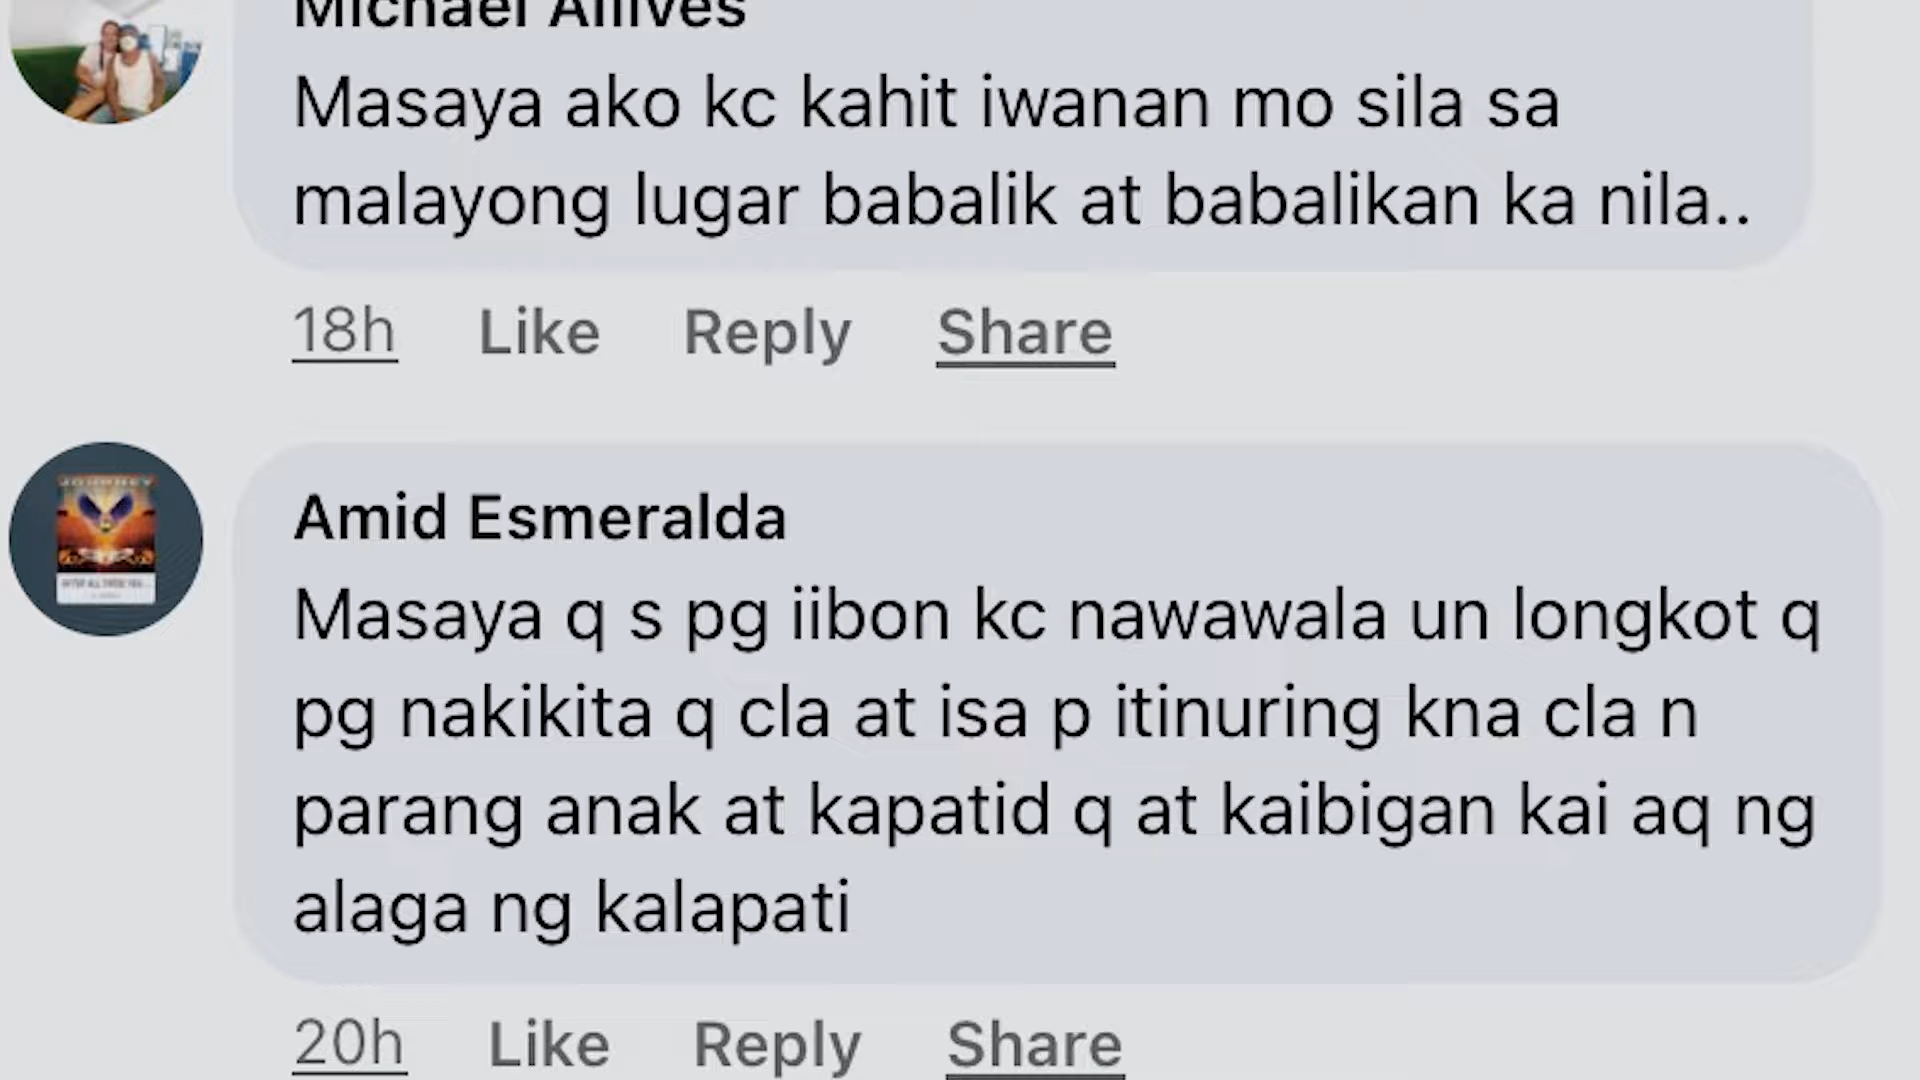 Michael
Masaya ako kc kahit iwanan mo sila sa
malayong lugar babalik at babalikan ka nila..
18h Like Reply Share
JOURNEY
Amid Esmeralda
Masaya q s pg iibon kc nawawala un longkot q
pg nakikita q cla at isa p itinuring kna cla n
parang anak at kapatid q at kaibigan kai aq ng
alaga ng kalapati
20h Like Reply Share